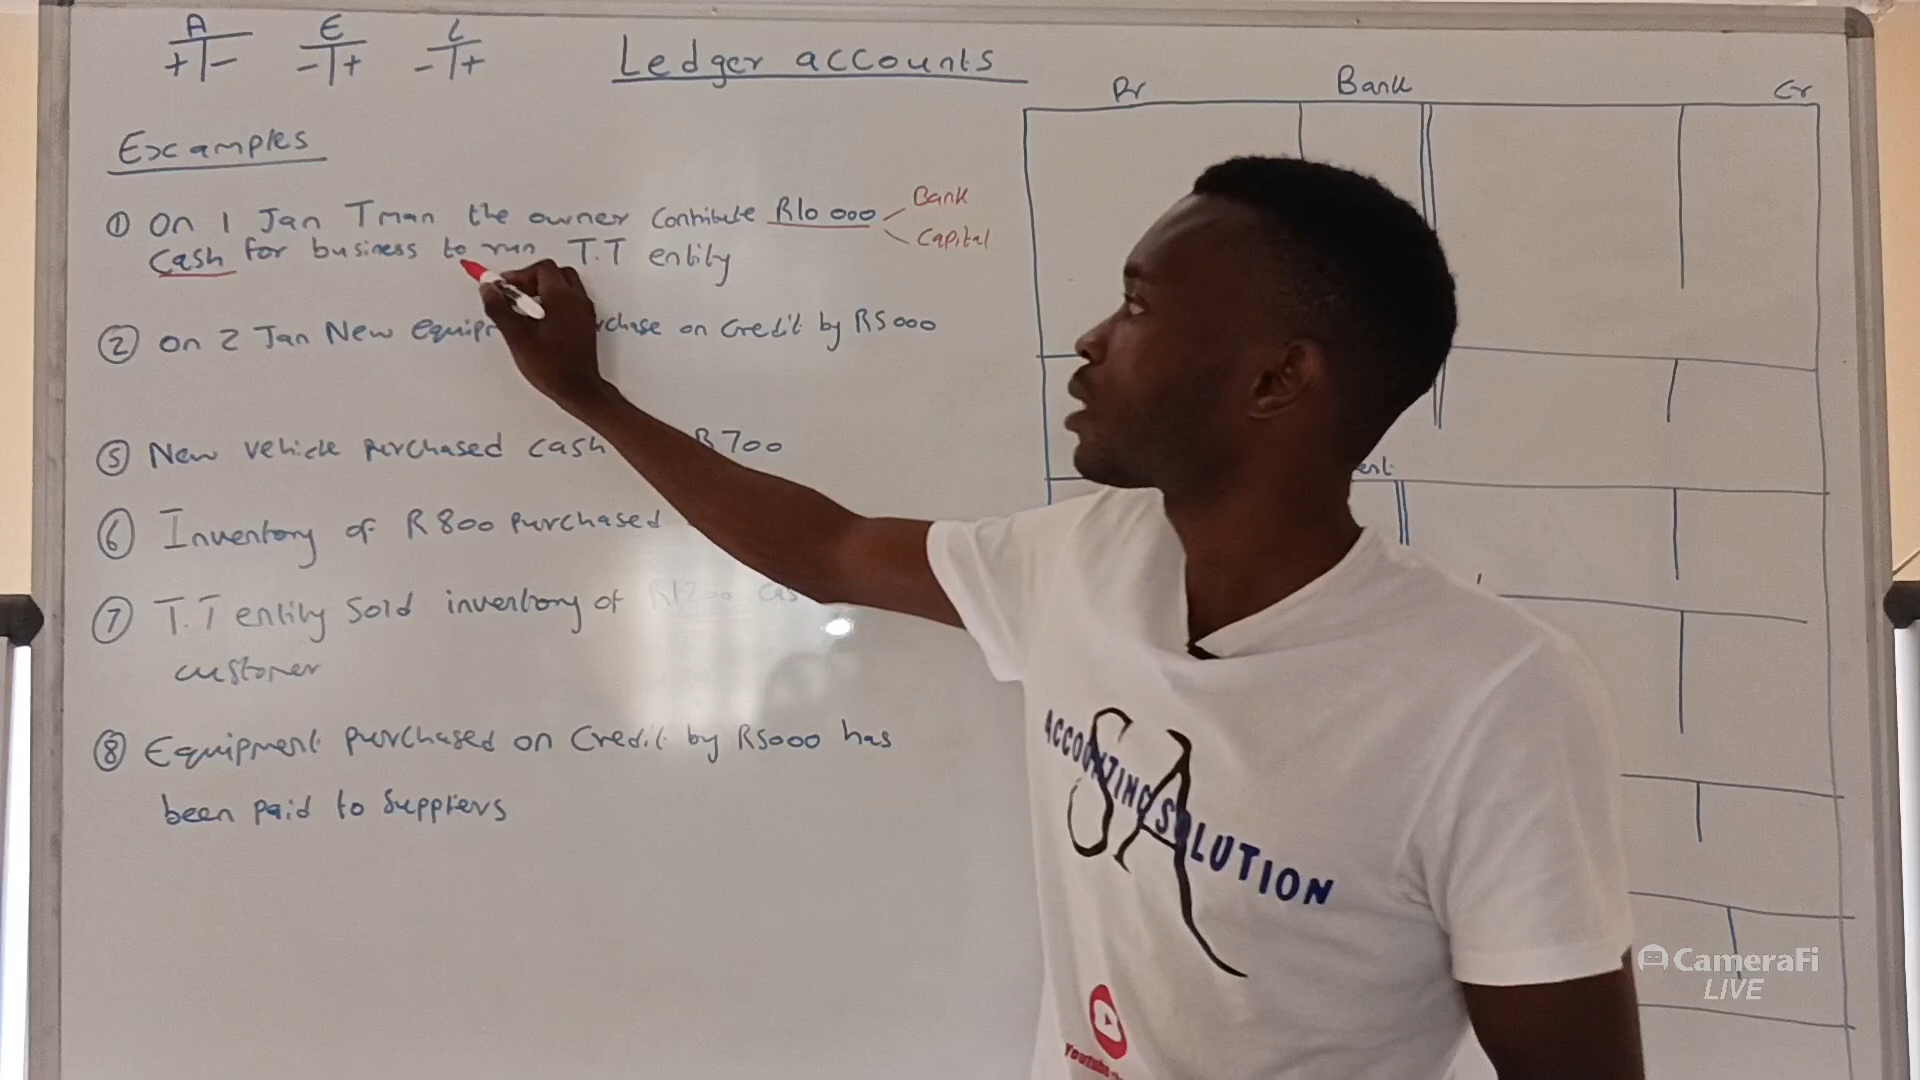 A E L
+ - - + - +
Ledger accounts
Dr Bank Cr
Examples
① On 1 Jan Tman the owner contribute R10 000 Bank
Capital
Cash for business to run T.T entity
② on 2 Jan New purchase on credit by R5000
⑤ New vehicle purchased cash R700
⑥ Inventory of R800 purchased
⑦ T.T entity Sold inventory of R1200
customer
⑧ Equipment purchased on Credit by R5000 has
been paid to Suppliers
SA
ACCOUNTING SOLUTION
CameraFi
LIVE